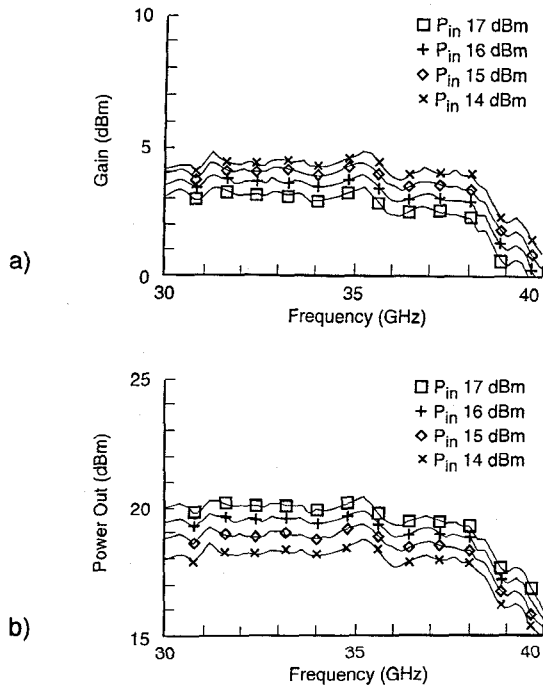 10
P_in 17 dBm
P_in 16 dBm
P_in 15 dBm
P_in 14 dBm
5
Gain (dBm)
0
30 35 40
Frequency (GHz)
a)
25
P_in 17 dBm
P_in 16 dBm
P_in 15 dBm
P_in 14 dBm
20
Power Out (dBm)
15
30 35 40
Frequency (GHz)
b)